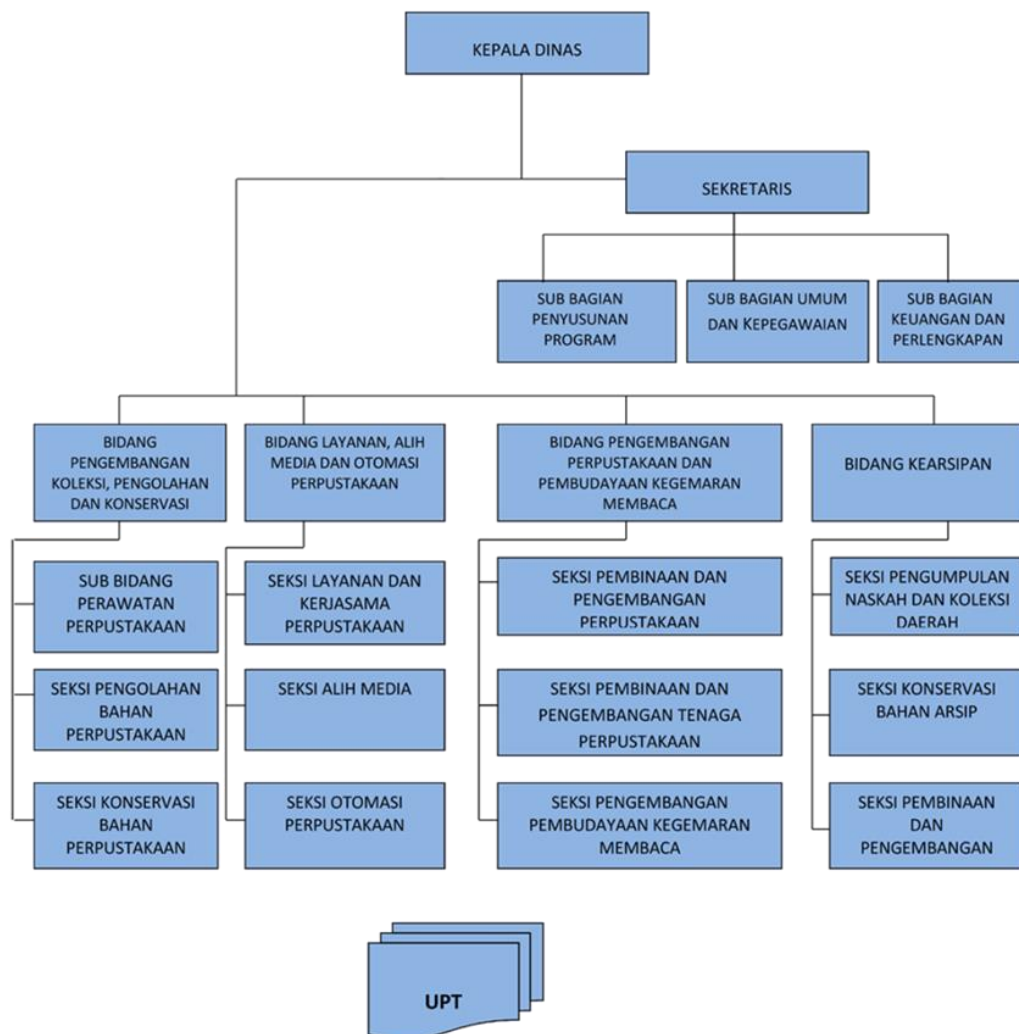 KEPALA DINAS
SEKRETARIS
SUB BAGIAN
PENYUSUNAN
PROGRAM
SUB BAGIAN UMUM
DAN KEPEGAWAIAN
SUB BAGIAN
KEUANGAN DAN
PERLENGKAPAN
BIDANG
PENGEMBANGAN
KOLEKSI, PENGOLAHAN
DAN KONSERVASI
BIDANG LAYANAN, ALIH
MEDIA DAN OTOMASI
PERPUSTAKAAN
BIDANG PENGEMBANGAN
PERPUSTAKAAN DAN
PEMBUDAYAAN KEGEMARAN
MEMBACA
BIDANG KEARSIPAN
SUB BIDANG
PERAWATAN
PERPUSTAKAAN
SEKSI PENGOLAHAN
BAHAN
PERPUSTAKAAN
SEKSI KONSERVASI
BAHAN
PERPUSTAKAAN
SEKSI LAYANAN DAN
KERJASAMA
PERPUSTAKAAN
SEKSI ALIH MEDIA
SEKSI OTOMASI
PERPUSTAKAAN
SEKSI PEMBINAAN DAN
PENGEMBANGAN
PERPUSTAKAAN
SEKSI PEMBINAAN DAN
PENGEMBANGAN TENAGA
PERPUSTAKAAN
SEKSI PENGEMBANGAN
PEMBUDAYAAN KEGEMARAN
MEMBACA
SEKSI PENGUMPULAN
NASKAH DAN KOLEKSI
DAERAH
SEKSI KONSERVASI
BAHAN ARSIP
SEKSI PEMBINAAN
DAN
PENGEMBANGAN
UPT